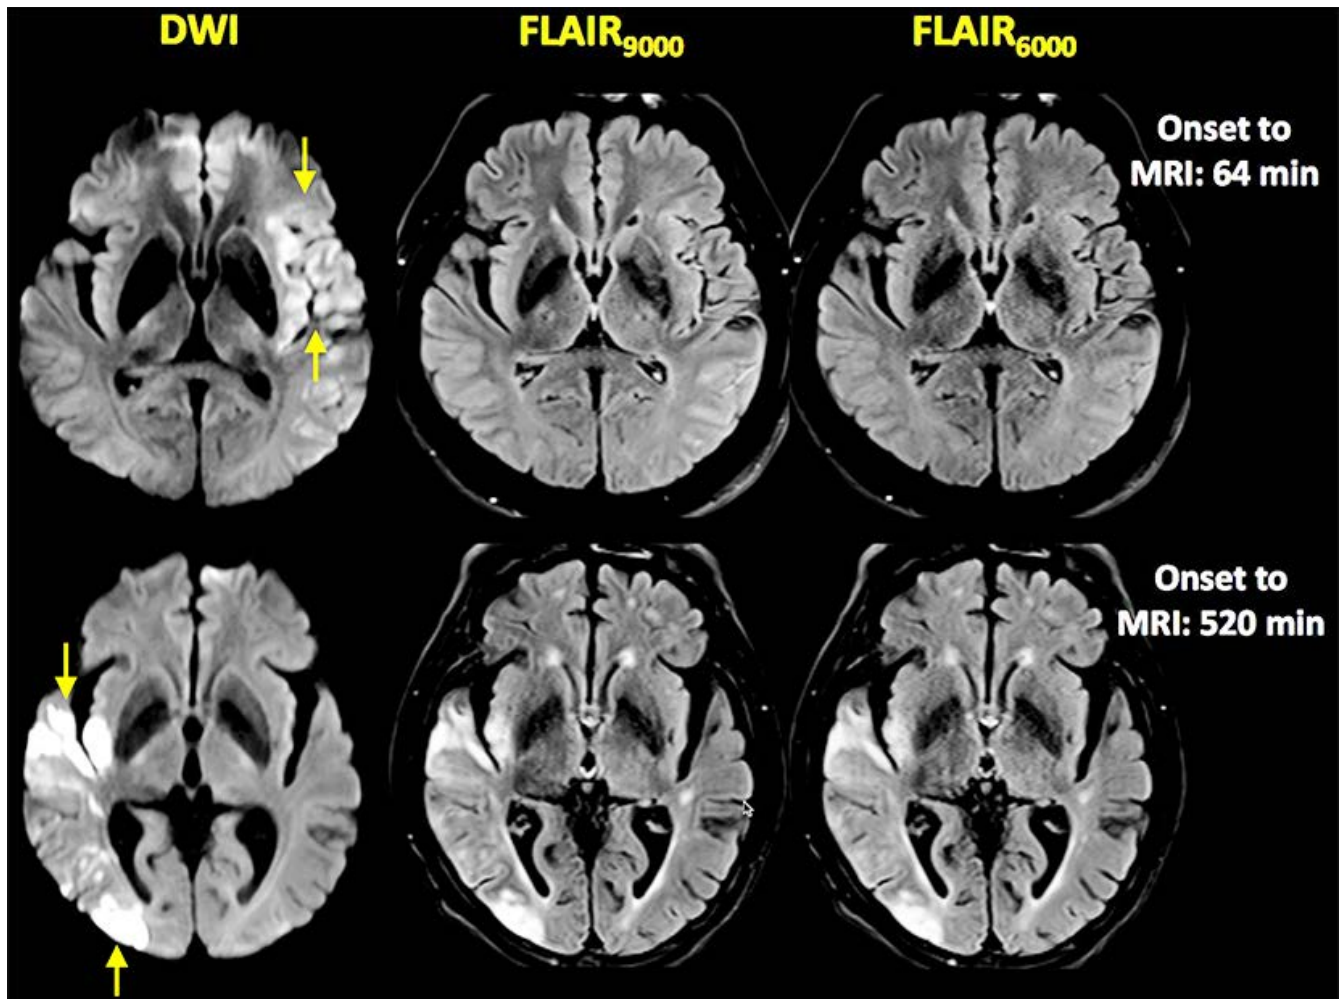 DWI
FLAIR9000
FLAIR6000
Onset to
MRI: 64 min
Onset to
MRI: 520 min